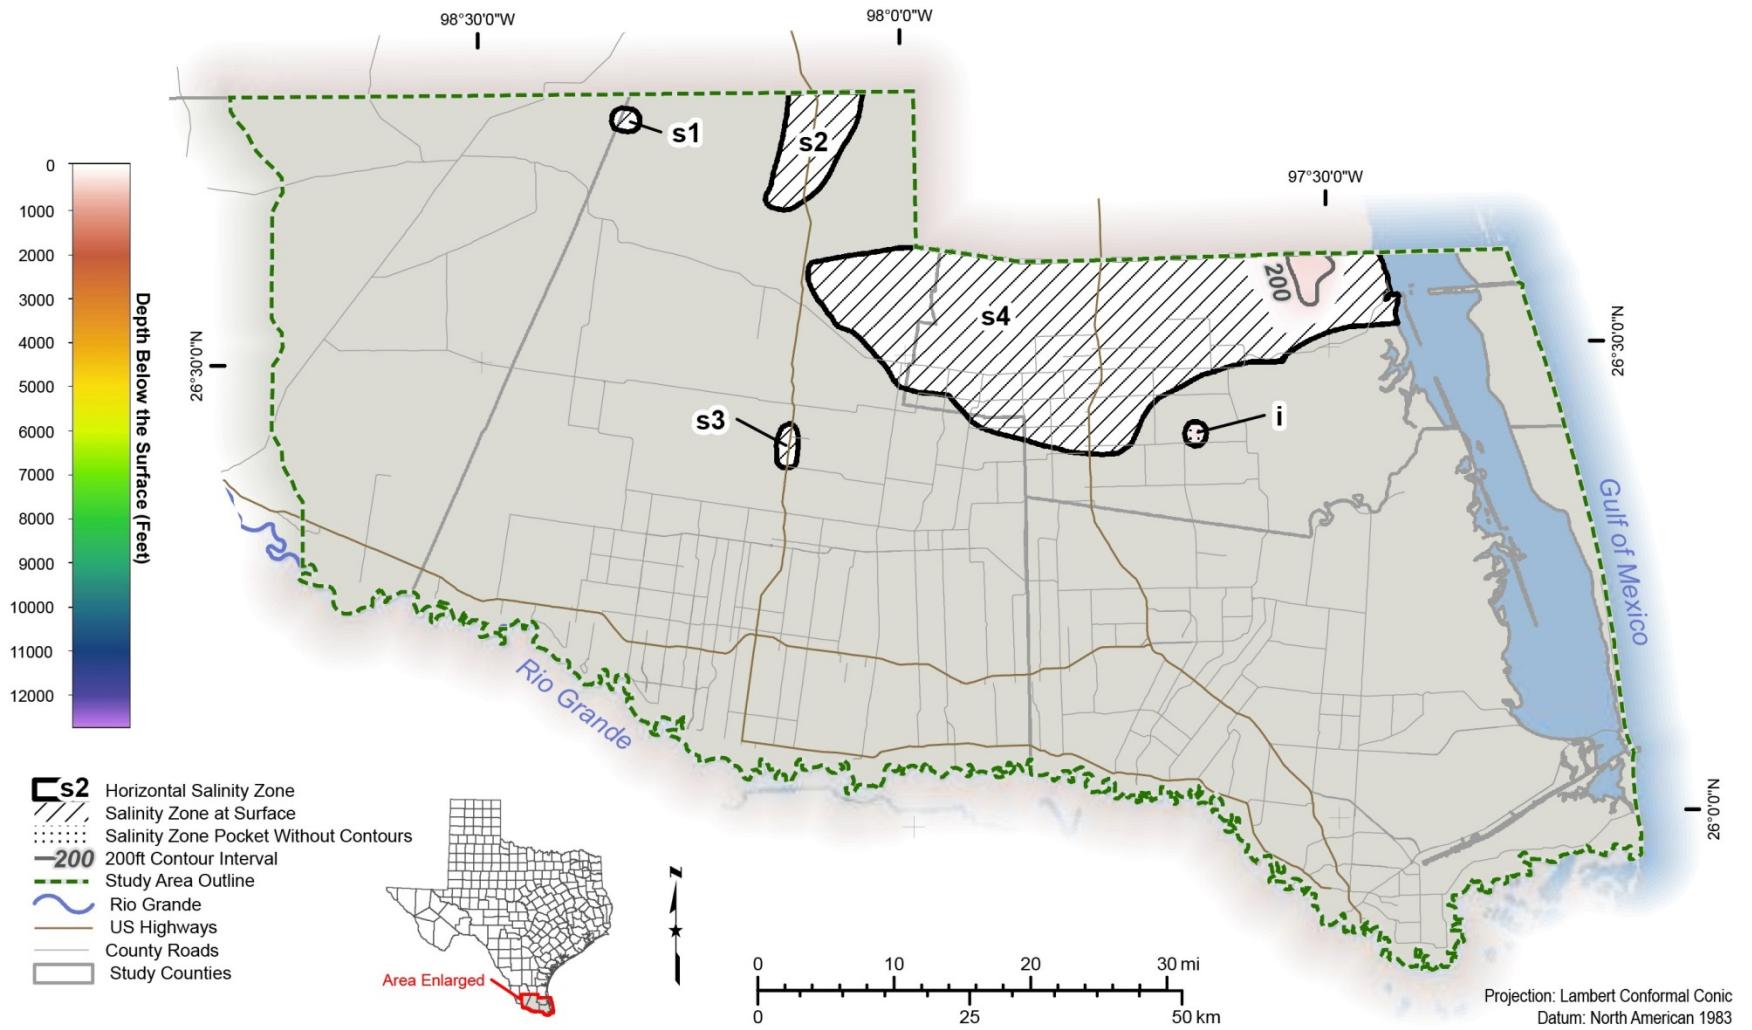 98°30'0"W
98°0'0"W
97°30'0"W
s1
s2
s3
s4
200
i
26°30'0"N
26°30'0"N
26°0'0"N
Gulf of Mexico
Rio Grande
0
1000
2000
3000
4000
5000
6000
7000
8000
9000
10000
11000
12000
Depth Below the Surface (Feet)
s2 Horizontal Salinity Zone
Salinity Zone at Surface
Salinity Zone Pocket Without Contours
200 200ft Contour Interval
Study Area Outline
Rio Grande
US Highways
County Roads
Study Counties
Area Enlarged
N
0 10 20 30 mi
0 25 50 km
Projection: Lambert Conformal Conic
Datum: North American 1983